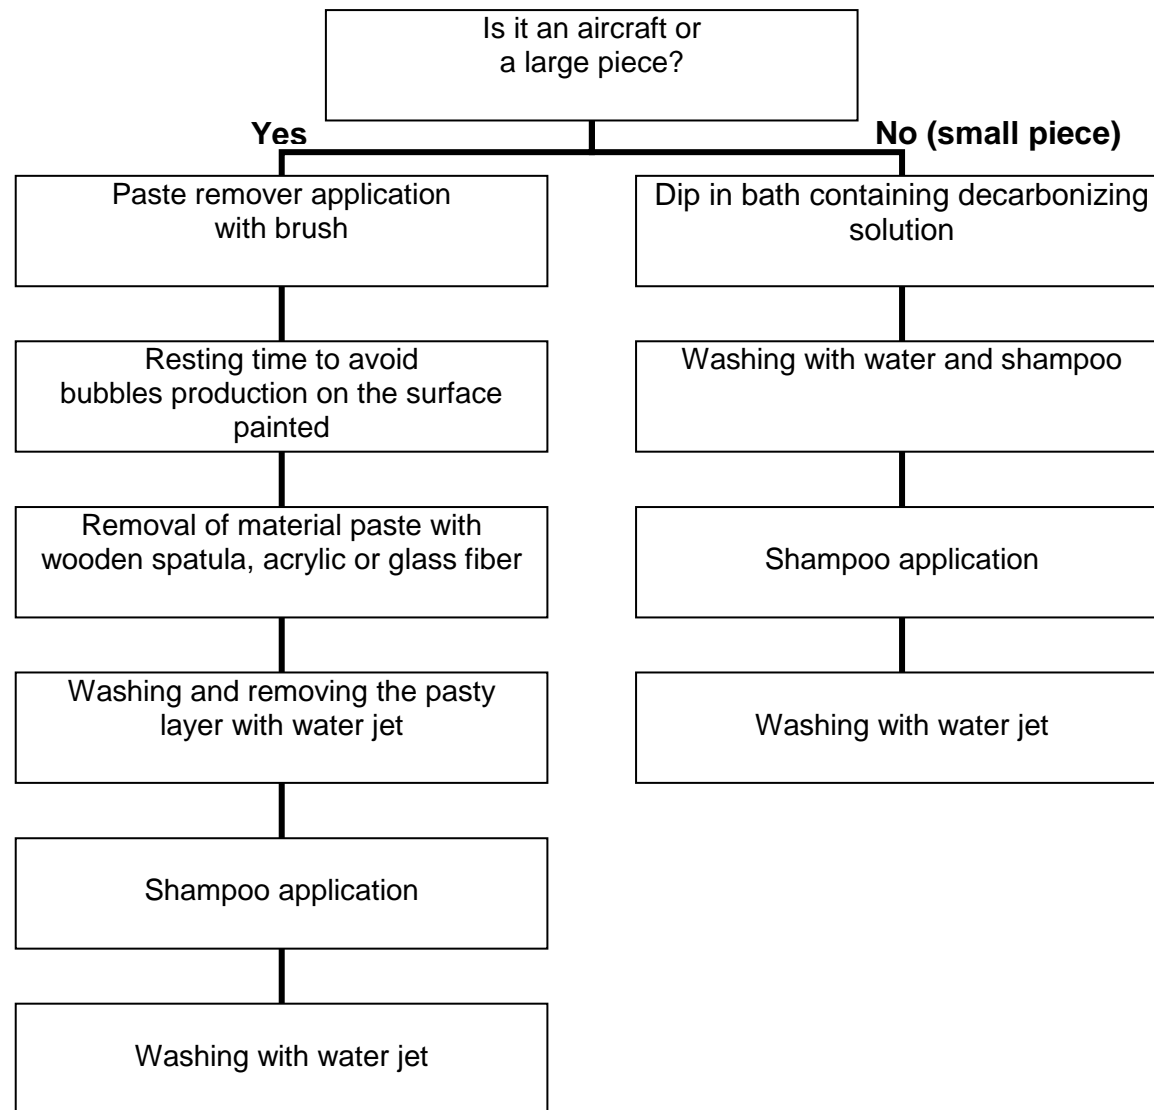 Is it an aircraft or
a large piece?
Yes
No (small piece)
Paste remover application
with brush
Dip in bath containing decarbonizing
solution
Resting time to avoid
bubbles production on the surface
painted
Washing with water and shampoo
Removal of material paste with
wooden spatula, acrylic or glass fiber
Shampoo application
Washing and removing the pasty
layer with water jet
Washing with water jet
Shampoo application
Washing with water jet